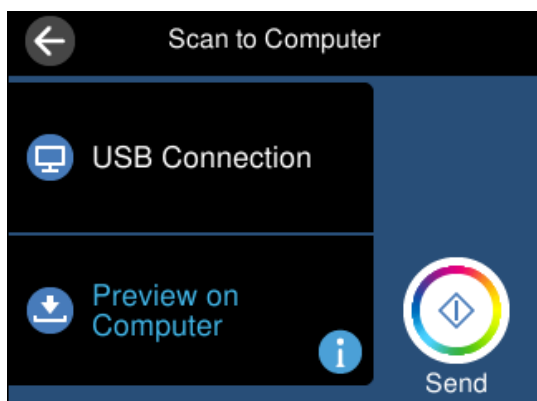 Scan to Computer
USB Connection
Preview on
Computer
i
Send